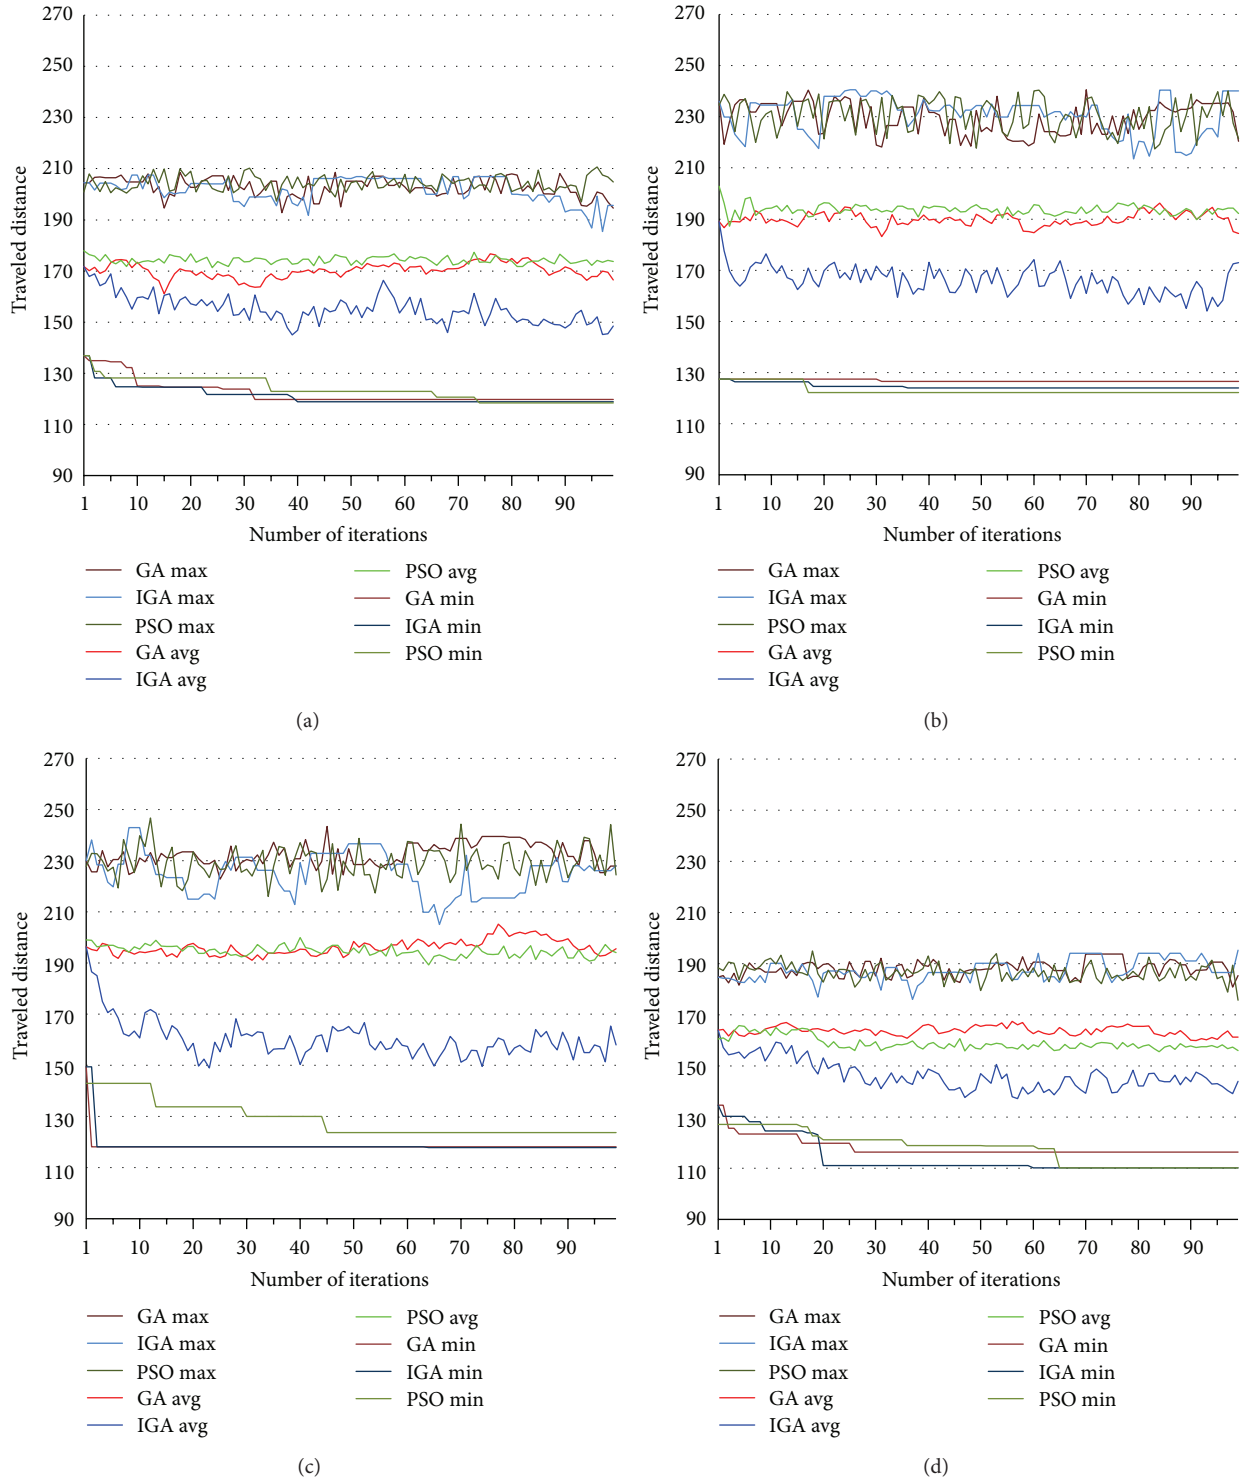 270
250
230
210
190
170
150
130
110
90
Traveled distance
1 10 20 30 40 50 60 70 80 90
Number of iterations
GA max
IGA max
PSO max
GA avg
IGA avg
PSO avg
GA min
IGA min
PSO min
(a)
270
250
230
210
190
170
150
130
110
90
Traveled distance
1 10 20 30 40 50 60 70 80 90
Number of iterations
GA max
IGA max
PSO max
GA avg
IGA avg
PSO avg
GA min
IGA min
PSO min
(b)
270
250
230
210
190
170
150
130
110
90
Traveled distance
1 10 20 30 40 50 60 70 80 90
Number of iterations
GA max
IGA max
PSO max
GA avg
IGA avg
PSO avg
GA min
IGA min
PSO min
(c)
270
250
230
210
190
170
150
130
110
90
Traveled distance
1 10 20 30 40 50 60 70 80 90
Number of iterations
GA max
IGA max
PSO max
GA avg
IGA avg
PSO avg
GA min
IGA min
PSO min
(d)